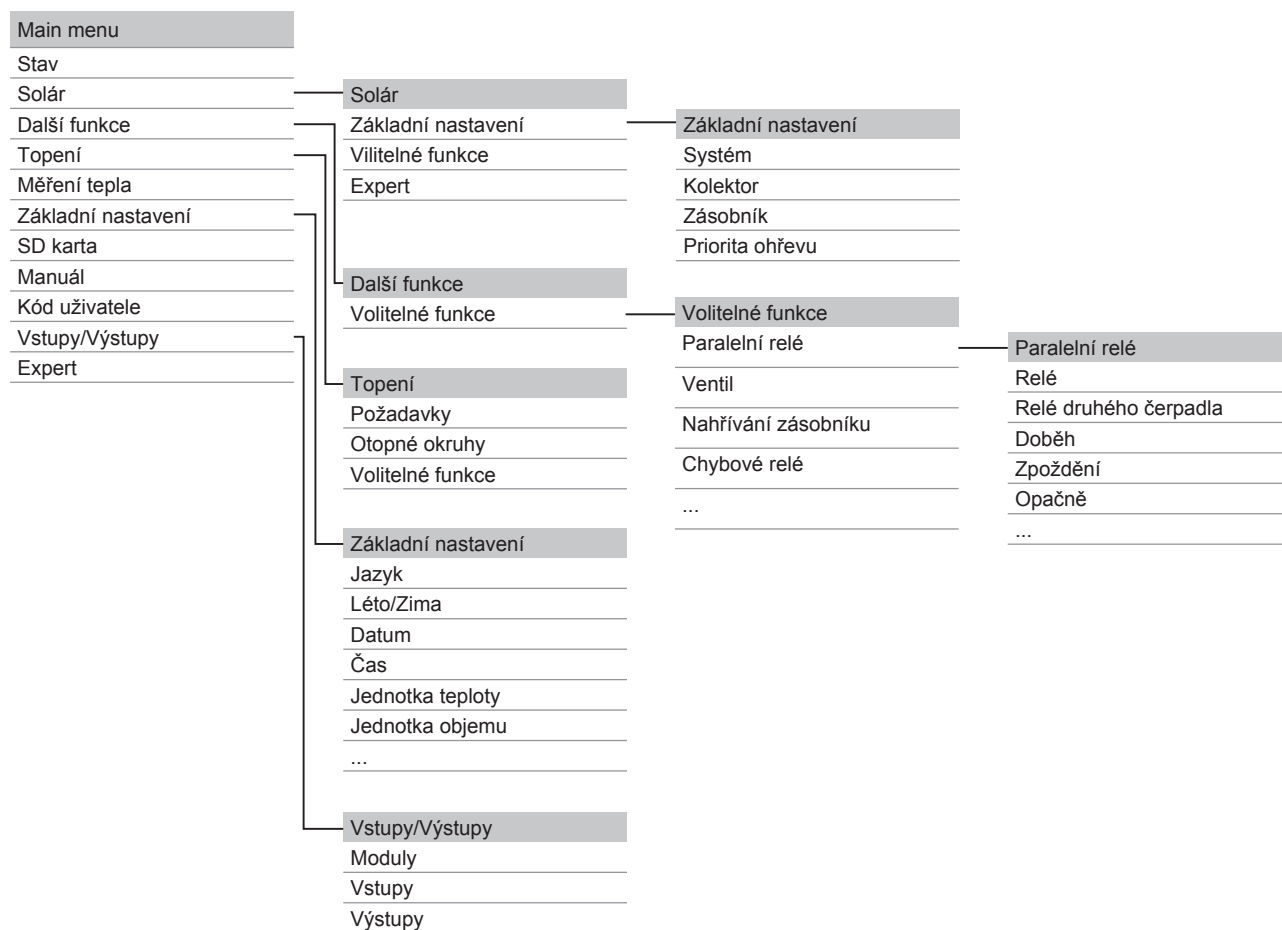 Main menu
Stav
Solár
Další funkce
Topení
Měření tepla
Základní nastavení
SD karta
Manuál
Kód uživatele
Vstupy/Výstupy
Expert
Solár
Základní nastavení
Vilitelné funkce
Expert
Další funkce
Volitelné funkce
Topení
Požadavky
Otopné okruhy
Volitelné funkce
Základní nastavení
Jazyk
Léto/Zima
Datum
Čas
Jednotka teploty
Jednotka objemu
...
Vstupy/Výstupy
Moduly
Vstupy
Výstupy
Základní nastavení
Systém
Kolektor
Zásobník
Priorita ohřevu
Volitelné funkce
Paralelní relé
Ventil
Nahřívání zásobníku
Chybové relé
...
Paralelní relé
Relé
Relé druhého čerpadla
Doběh
Zpoždění
Opačně
...